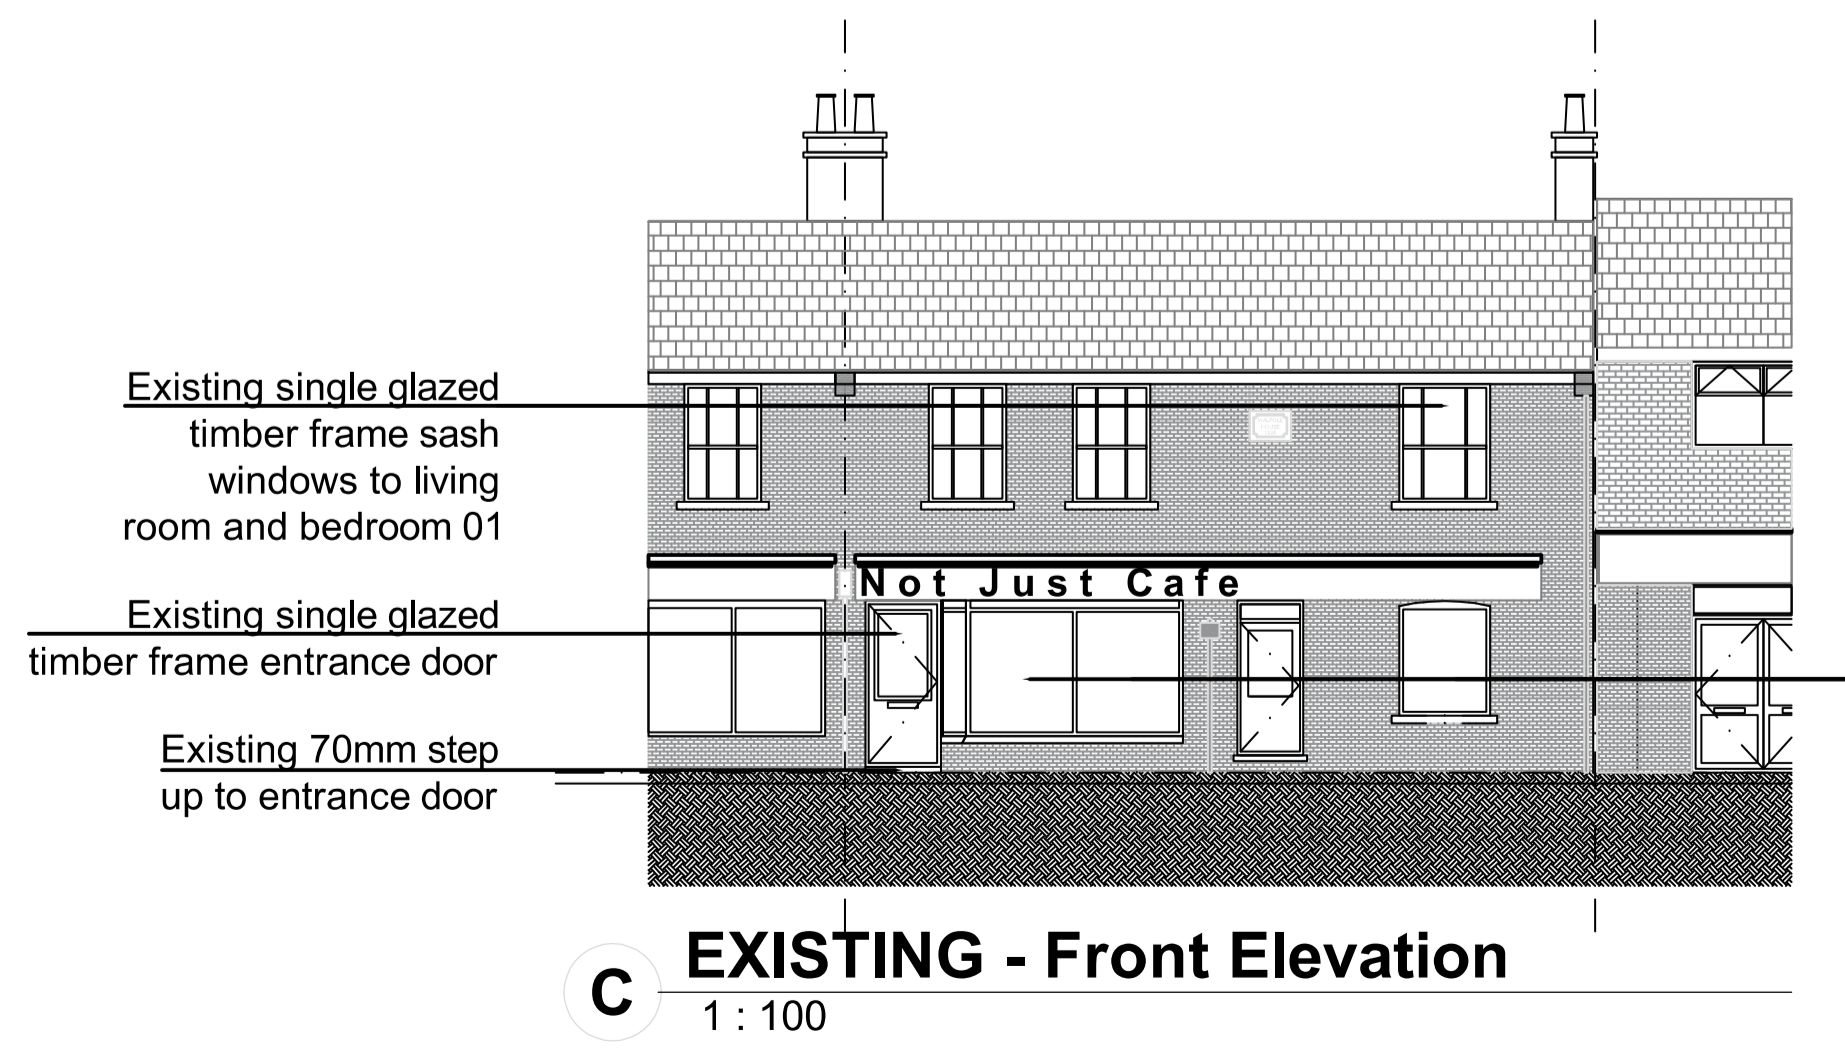 Existing single glazed
timber frame sash
windows to living
room and bedroom 01
Existing single glazed
timber frame entrance door
Existing 70mm step
up to entrance door
Not Just Cafe
C
EXISTING - Front Elevation
1 : 100